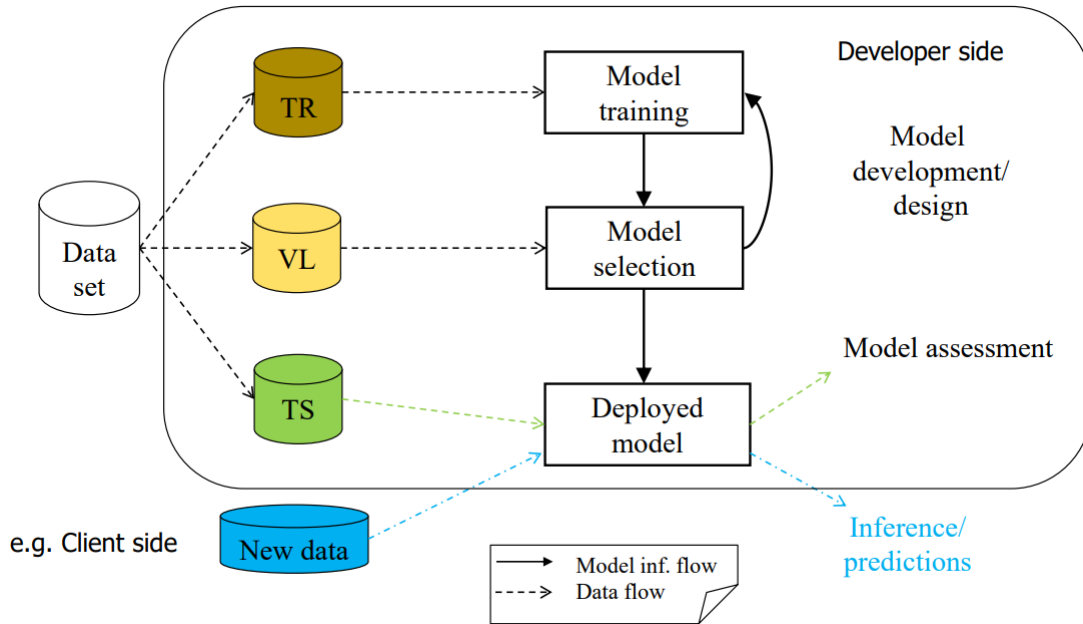 Developer side
TR
Model
training
Model
development/
design
Data
set
VL
Model
selection
Model assessment
TS
Deployed
model
e.g. Client side
New data
Inference/
predictions
Model inf. flow
Data flow